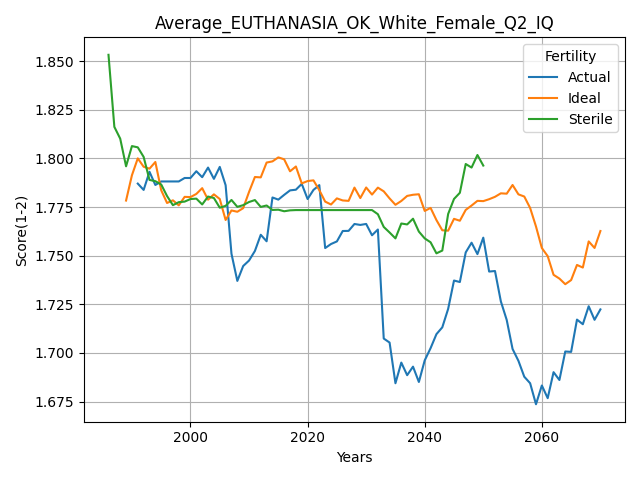 Average_EUTHANASIA_OK_White_Female_Q2_IQ
Fertility
Actual
Ideal
Sterile
Score(1-2)
1.850
1.825
1.800
1.775
1.750
1.725
1.700
1.675
2000 2020 2040 2060
Years